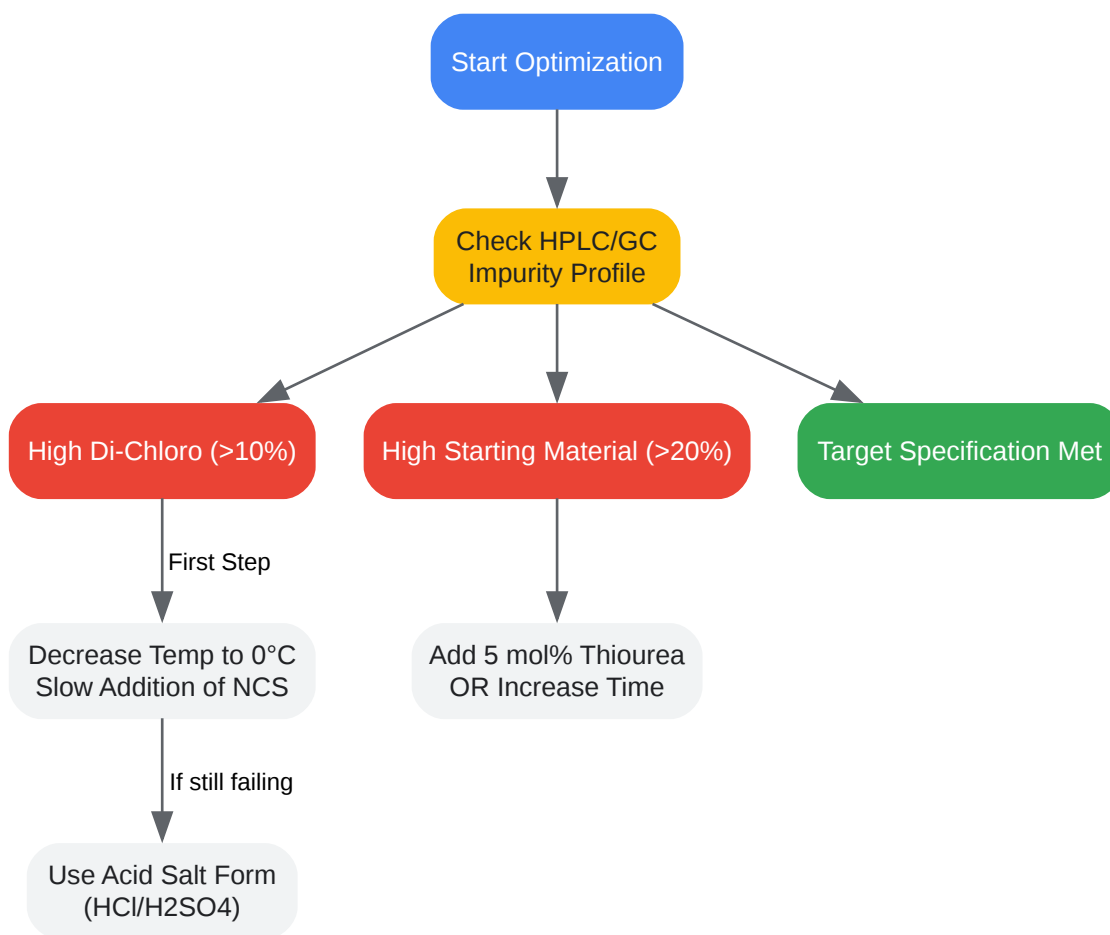 Start Optimization
Check HPLC/GC
Impurity Profile
High Di-Chloro (>10%)
High Starting Material (>20%)
Target Specification Met
First Step
Decrease Temp to 0°C
Slow Addition of NCS
Add 5 mol% Thiourea
OR Increase Time
If still failing
Use Acid Salt Form
(HCl/H2SO4)